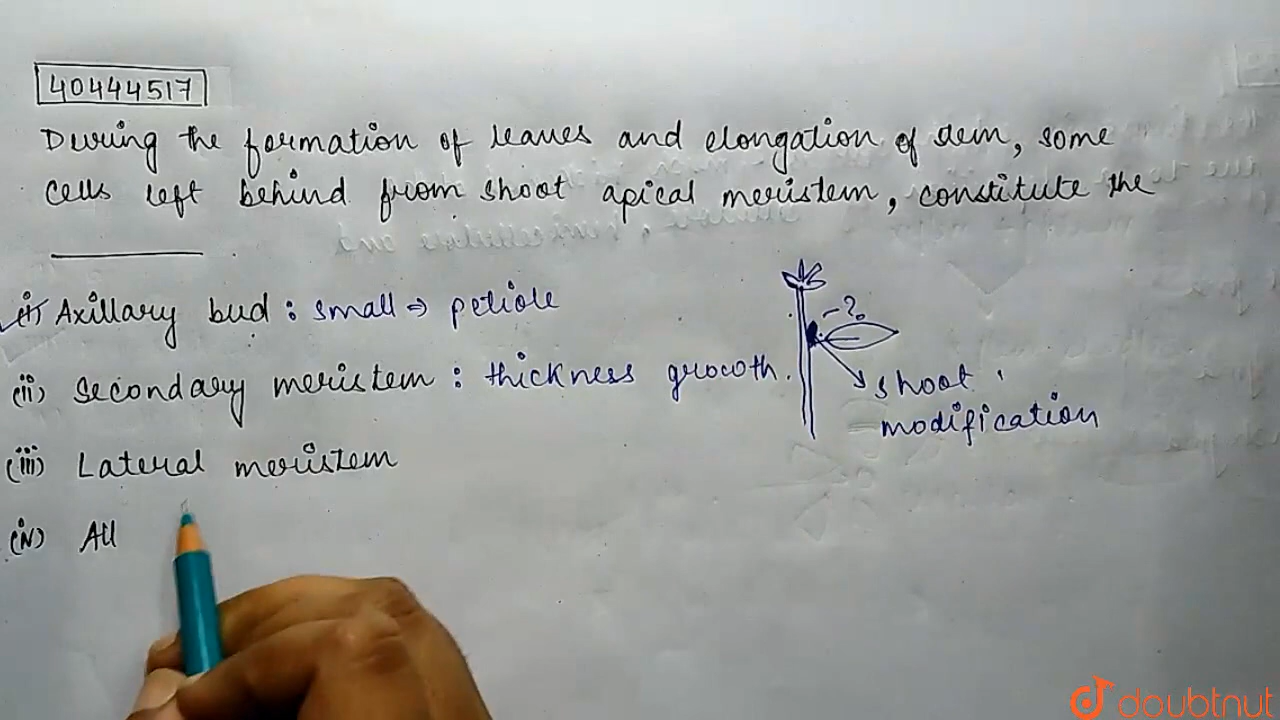 40444517
During the formation of leaves and elongation of stem, some
cells left behind from shoot apical meristem, constitute the
(i) Axillary bud : small → petiole
(ii) Secondary meristem : thickness growth.
(iii) Lateral meristem
(iv) All
?
shoot
modification
doubtnut